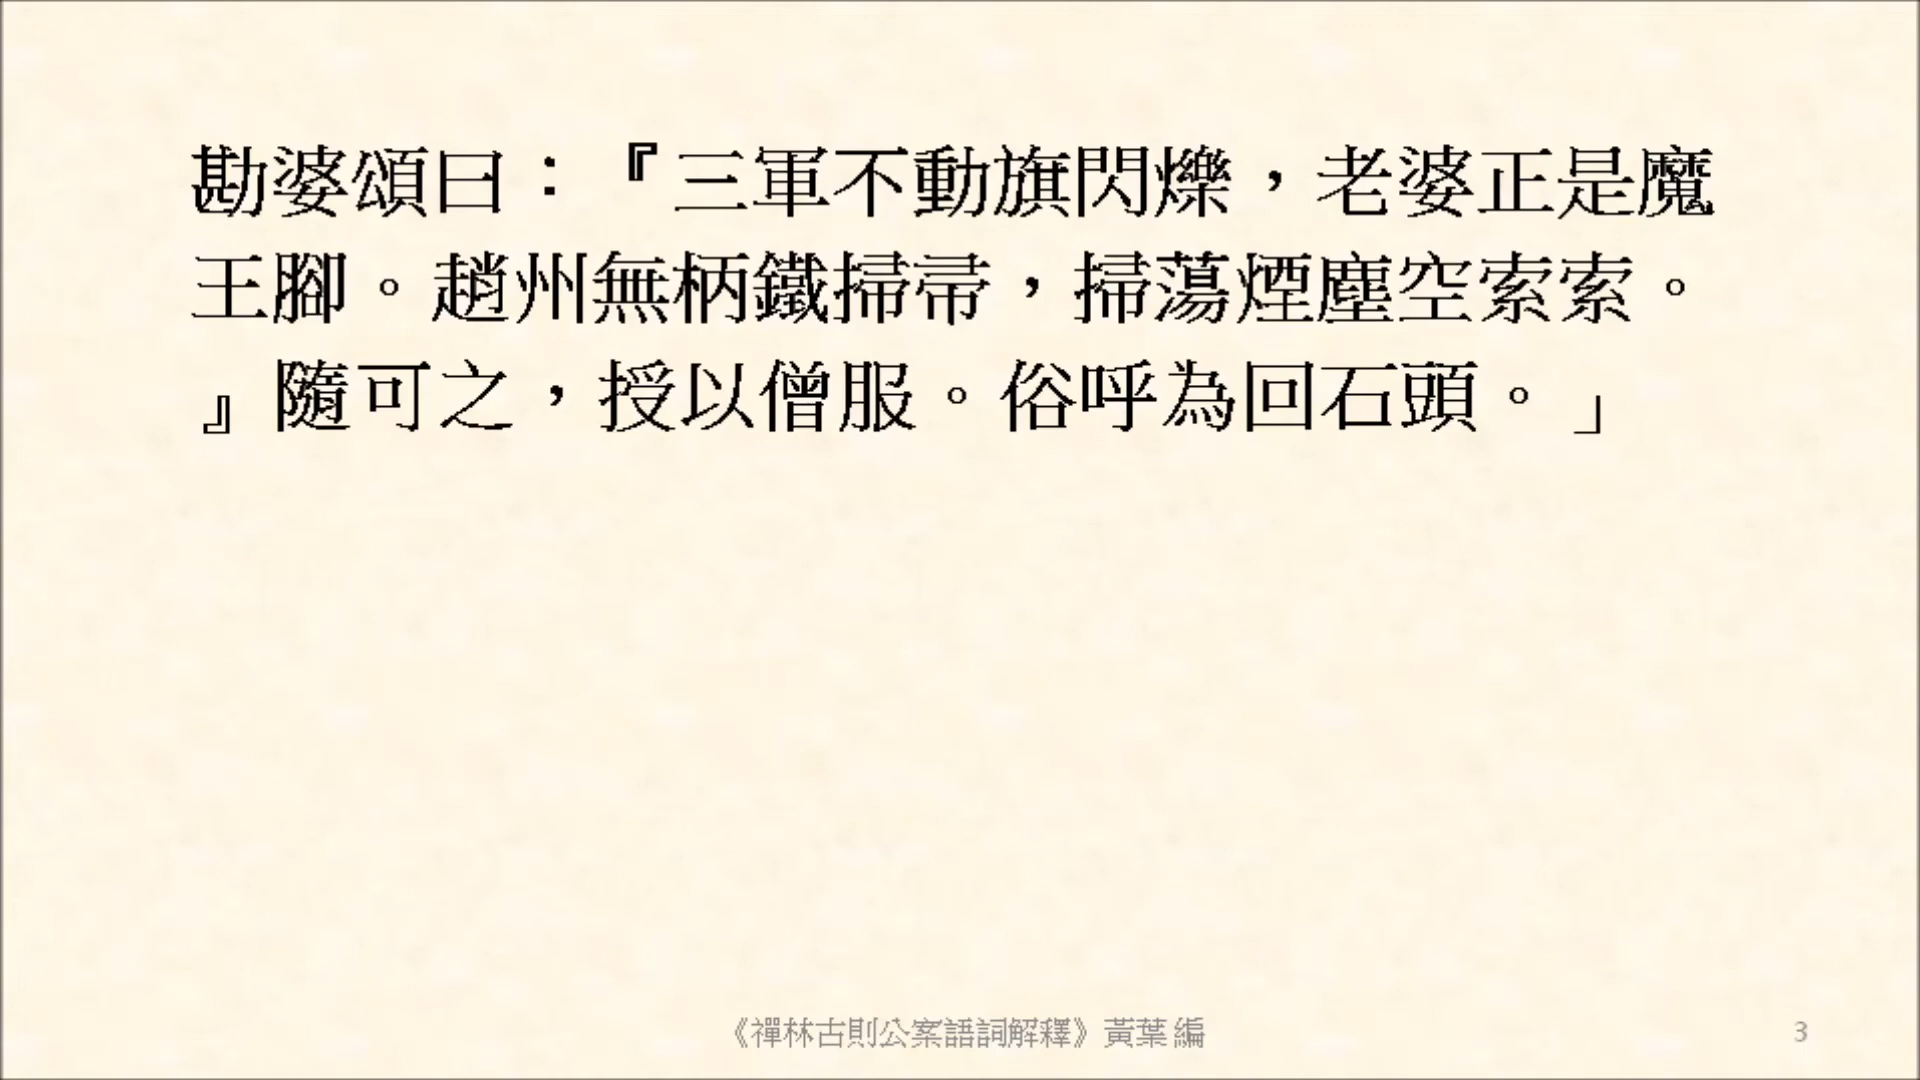 勘婆頌曰：『三軍不動旗閃爍，老婆正是魔
王腳。趙州無柄鐵掃帚，掃蕩煙塵空索索。
』隨可之，授以僧服。俗呼為回石頭。」
《禪林古則公案語詞解釋》黃葉 編
3